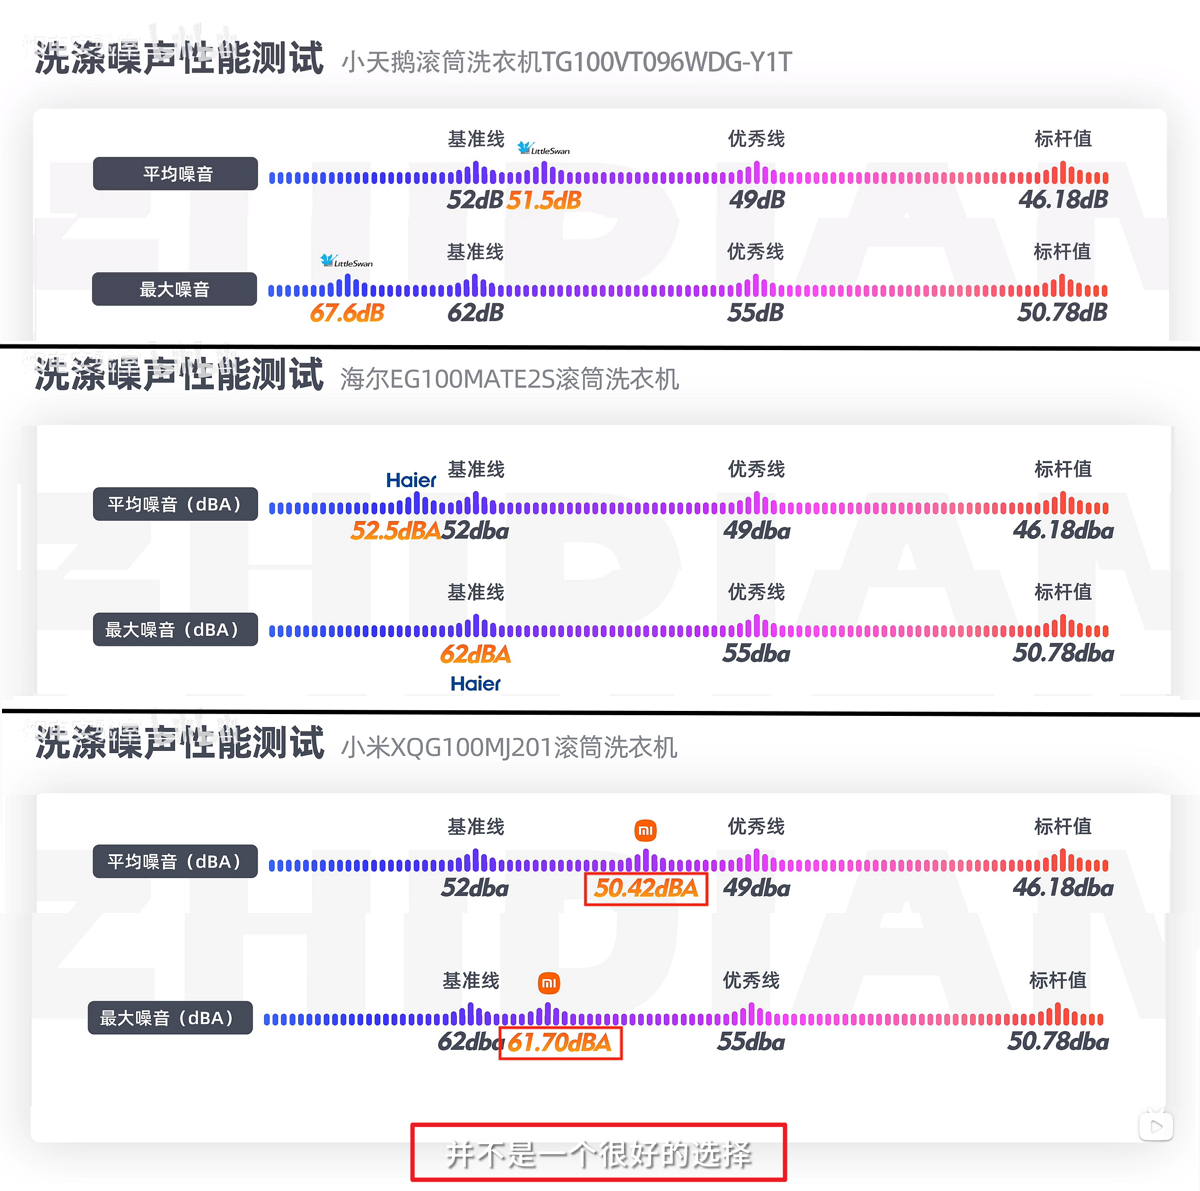 洗涤噪声性能测试 小天鹅滚筒洗衣机TG100VT096WDG-Y1T
基准线 LittleSwan 优秀线 标杆值
平均噪音
52dB 51.5dB 49dB 46.18dB
LittleSwan 基准线 优秀线 标杆值
最大噪音
67.6dB 62dB 55dB 50.78dB
洗涤噪声性能测试 海尔EG100MATE2S滚筒洗衣机
Haier 基准线 优秀线 标杆值
平均噪音（dBA）
52.5dBA 52dba 49dba 46.18dba
基准线 优秀线 标杆值
最大噪音（dBA）
62dBA 55dba 50.78dba
Haier
洗涤噪声性能测试 小米XQG100MJ201滚筒洗衣机
基准线 mi 优秀线 标杆值
平均噪音（dBA）
52dba 50.42dBA 49dba 46.18dba
基准线 mi 优秀线 标杆值
最大噪音（dBA）
62dba 61.70dBA 55dba 50.78dba
并不是一个很好的选择